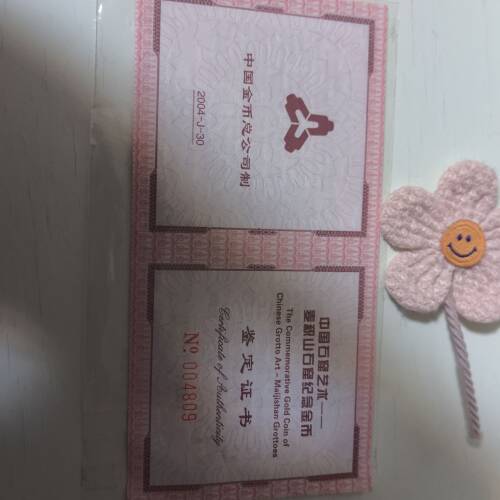 中国金币总公司制
2004-J-30
中国石窟艺术——
麦积山石窟纪念金币
The Commemorative Gold Coin of
Chinese Grotto Art – Maijishan Grottoes
鉴定证书
Certificate of Authenticity
Nº 004809